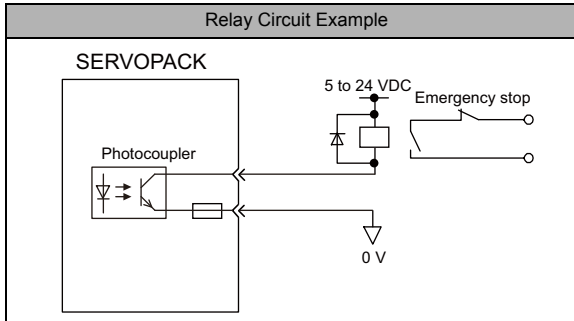 Relay Circuit Example
SERVOPACK
5 to 24 VDC
Emergency stop
Photocoupler
0 V